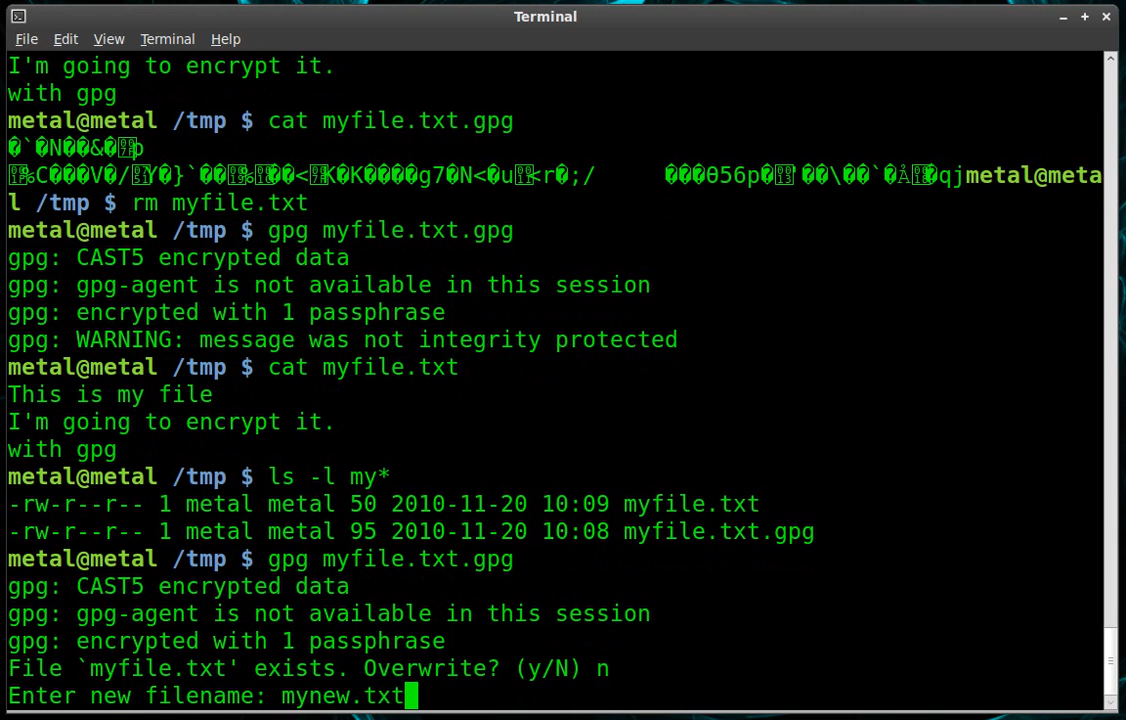 Terminal
File Edit View Terminal Help
I'm going to encrypt it.
with gpg
metal@metal /tmp $ cat myfile.txt.gpg
�`�N��&�p
%C���V�/Y�}`��%��<K�K����g7�N<�u<r�;/ ���θ56p�'��\��`�Å�qjmetal@meta
l /tmp $ rm myfile.txt
metal@metal /tmp $ gpg myfile.txt.gpg
gpg: CAST5 encrypted data
gpg: gpg-agent is not available in this session
gpg: encrypted with 1 passphrase
gpg: WARNING: message was not integrity protected
metal@metal /tmp $ cat myfile.txt
This is my file
I'm going to encrypt it.
with gpg
metal@metal /tmp $ ls -l my*
-rw-r--r-- 1 metal metal 50 2010-11-20 10:09 myfile.txt
-rw-r--r-- 1 metal metal 95 2010-11-20 10:08 myfile.txt.gpg
metal@metal /tmp $ gpg myfile.txt.gpg
gpg: CAST5 encrypted data
gpg: gpg-agent is not available in this session
gpg: encrypted with 1 passphrase
File `myfile.txt' exists. Overwrite? (y/N) n
Enter new filename: mynew.txt